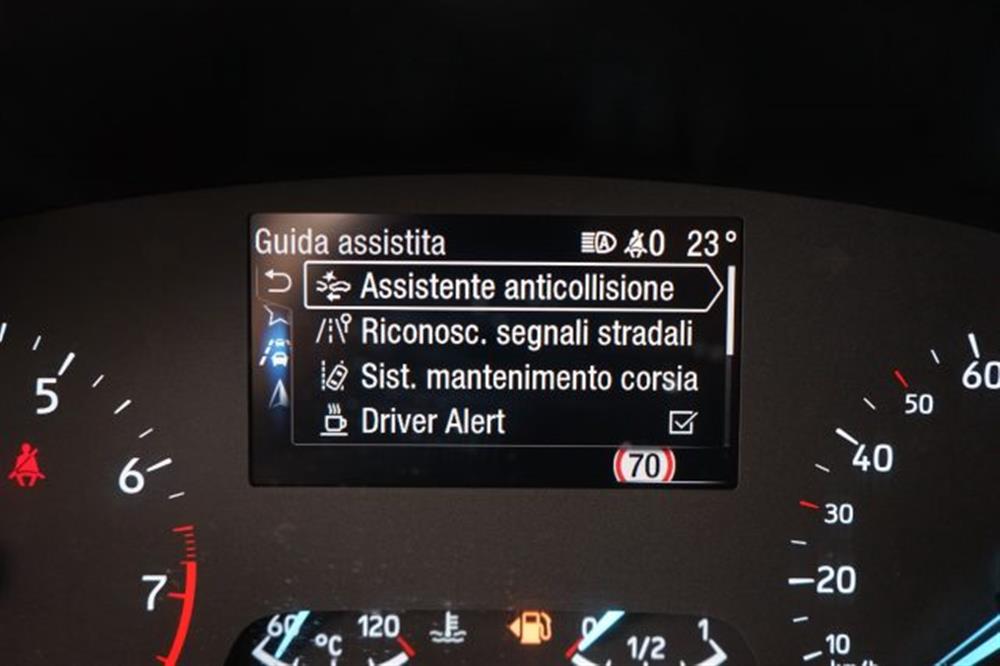 Guida assistita A 0 23°
Assistente anticollisione
Riconosc. segnali stradali
Sist. mantenimento corsia
Driver Alert
70
5
6
7
60
50
40
30
20
10
km/h
60 °C 120
0 1/2 1